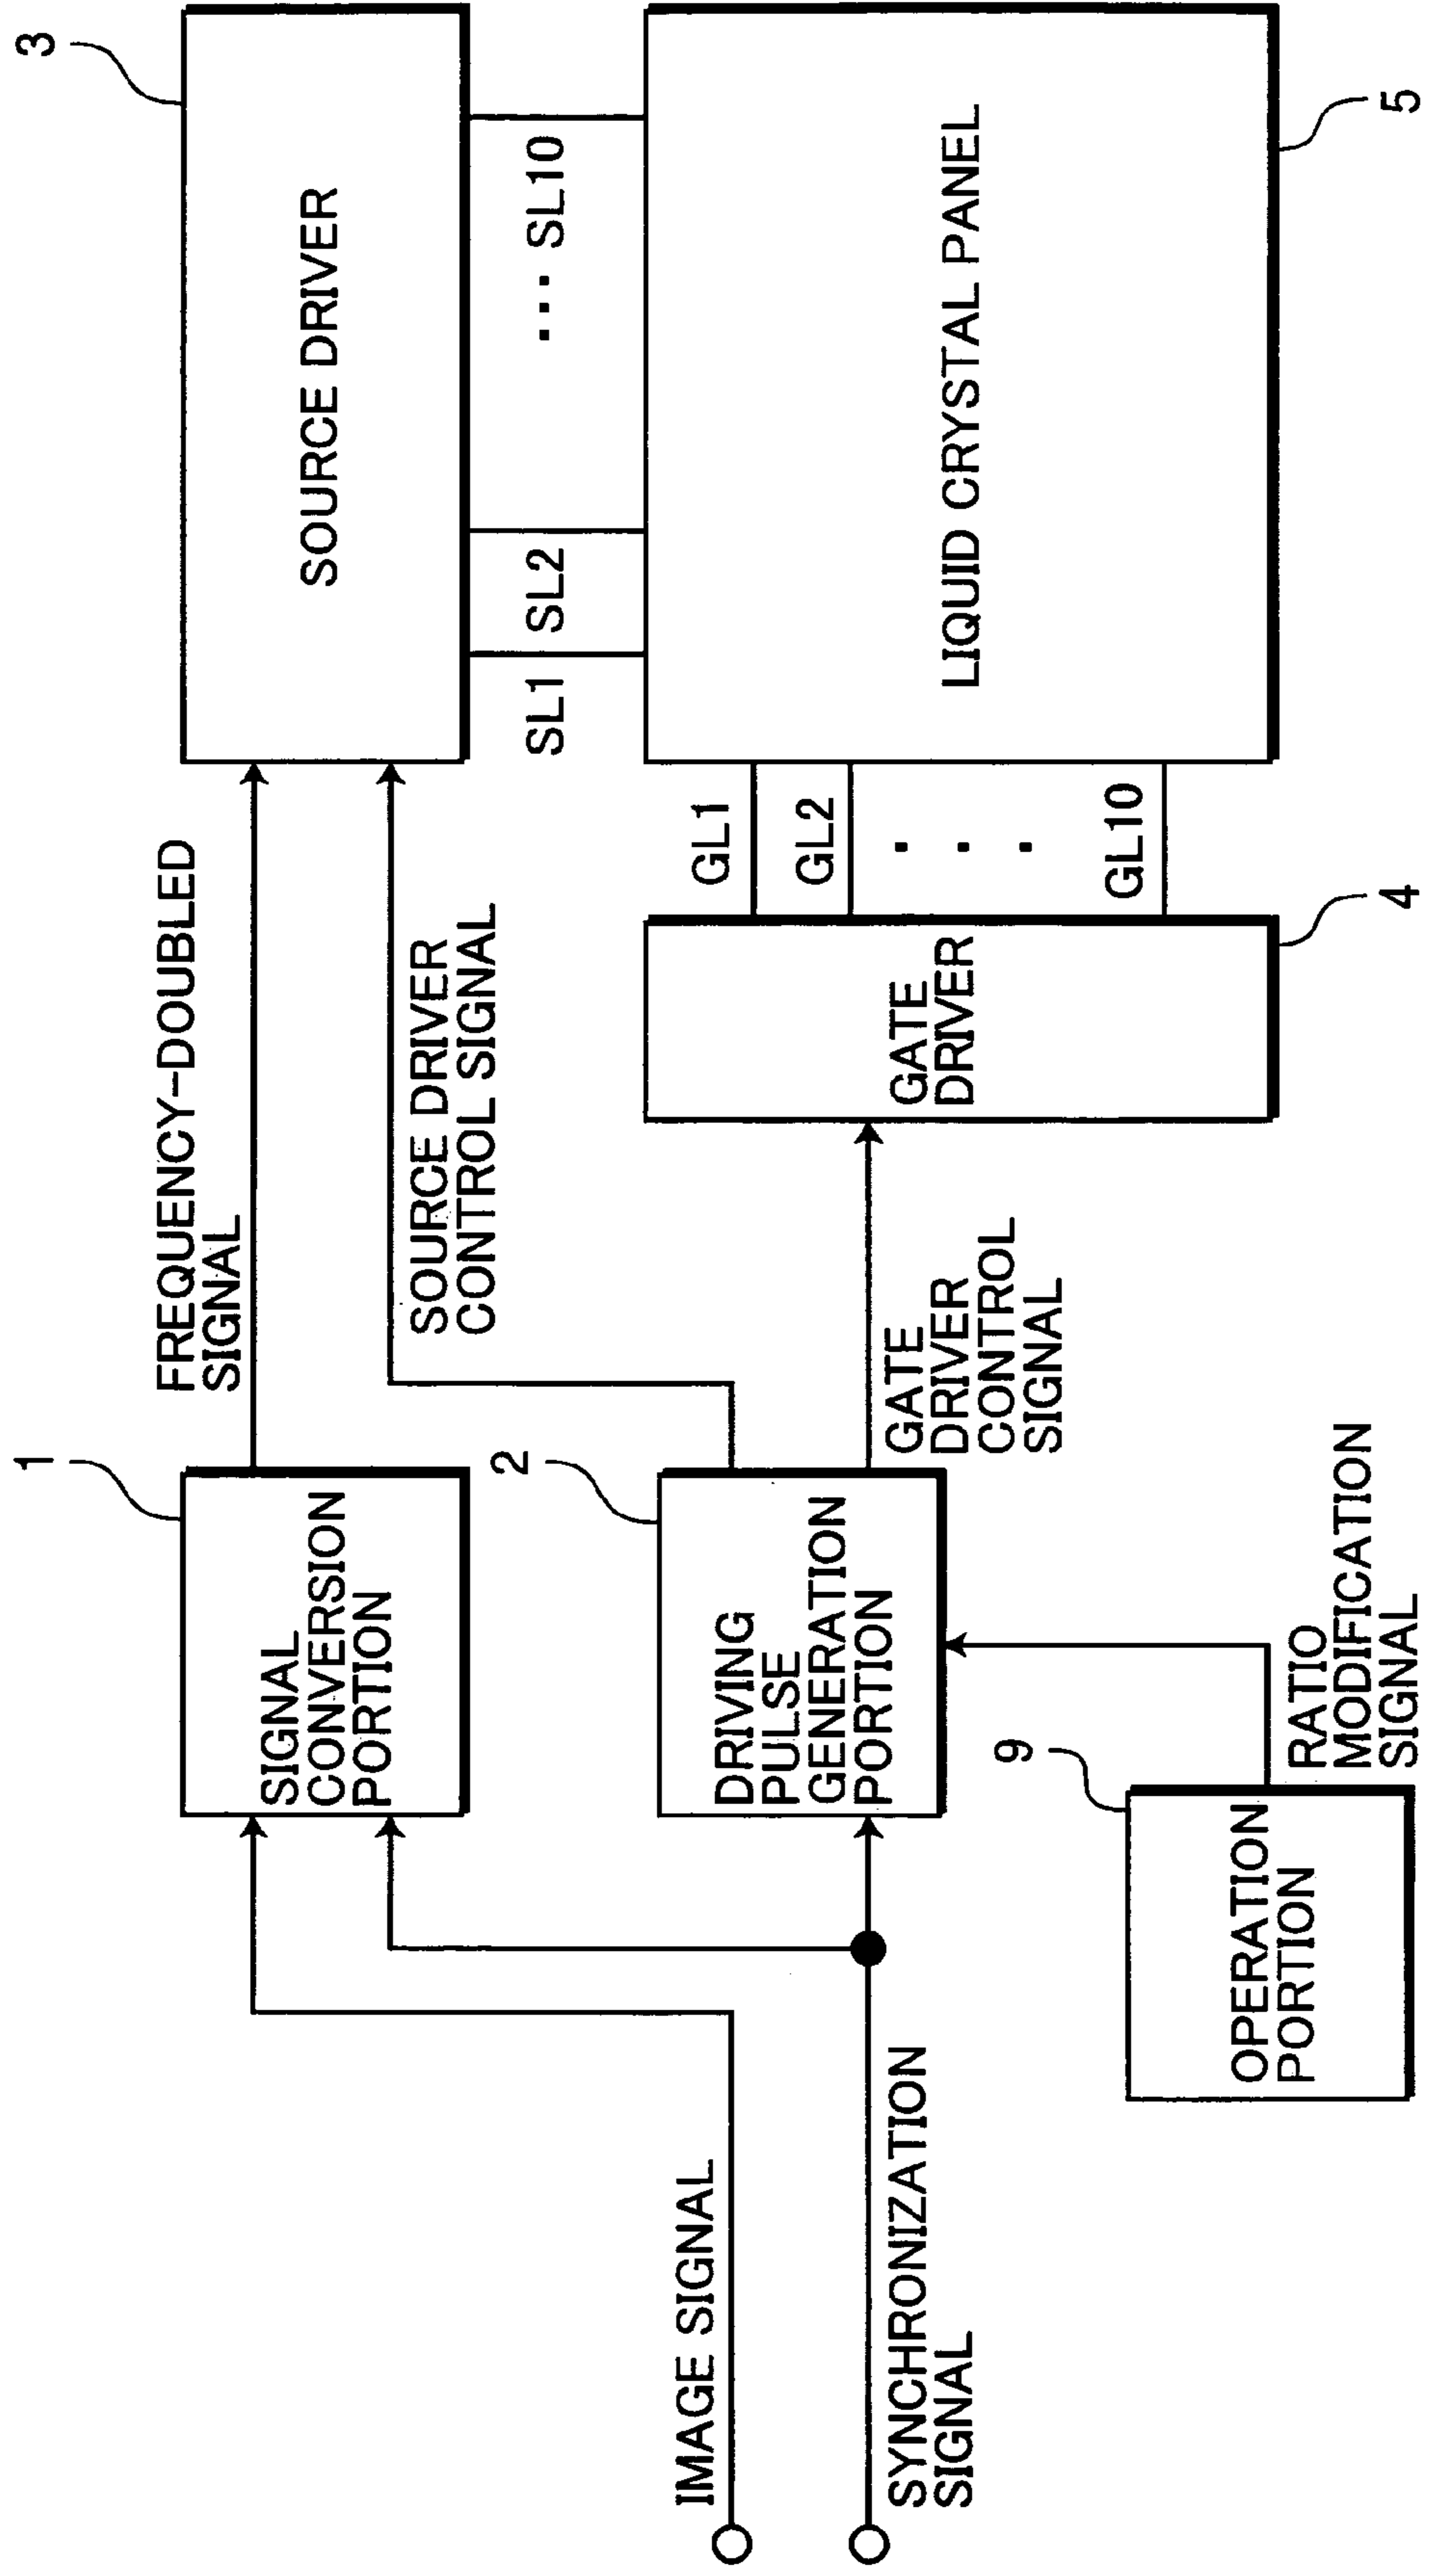 3
SOURCE DRIVER
FREQUENCY-DOUBLED
SIGNAL
1
SIGNAL
CONVERSION
PORTION
SOURCE DRIVER
CONTROL SIGNAL
SL1
SL2
... SL10
IMAGE SIGNAL
2
DRIVING
PULSE
GENERATION
PORTION
GATE
DRIVER
CONTROL
SIGNAL
GATE
DRIVER
4
GL1
GL2
. . .
GL10
LIQUID CRYSTAL PANEL
5
SYNCHRONIZATION
SIGNAL
9
OPERATION
PORTION
RATIO
MODIFICATION
SIGNAL